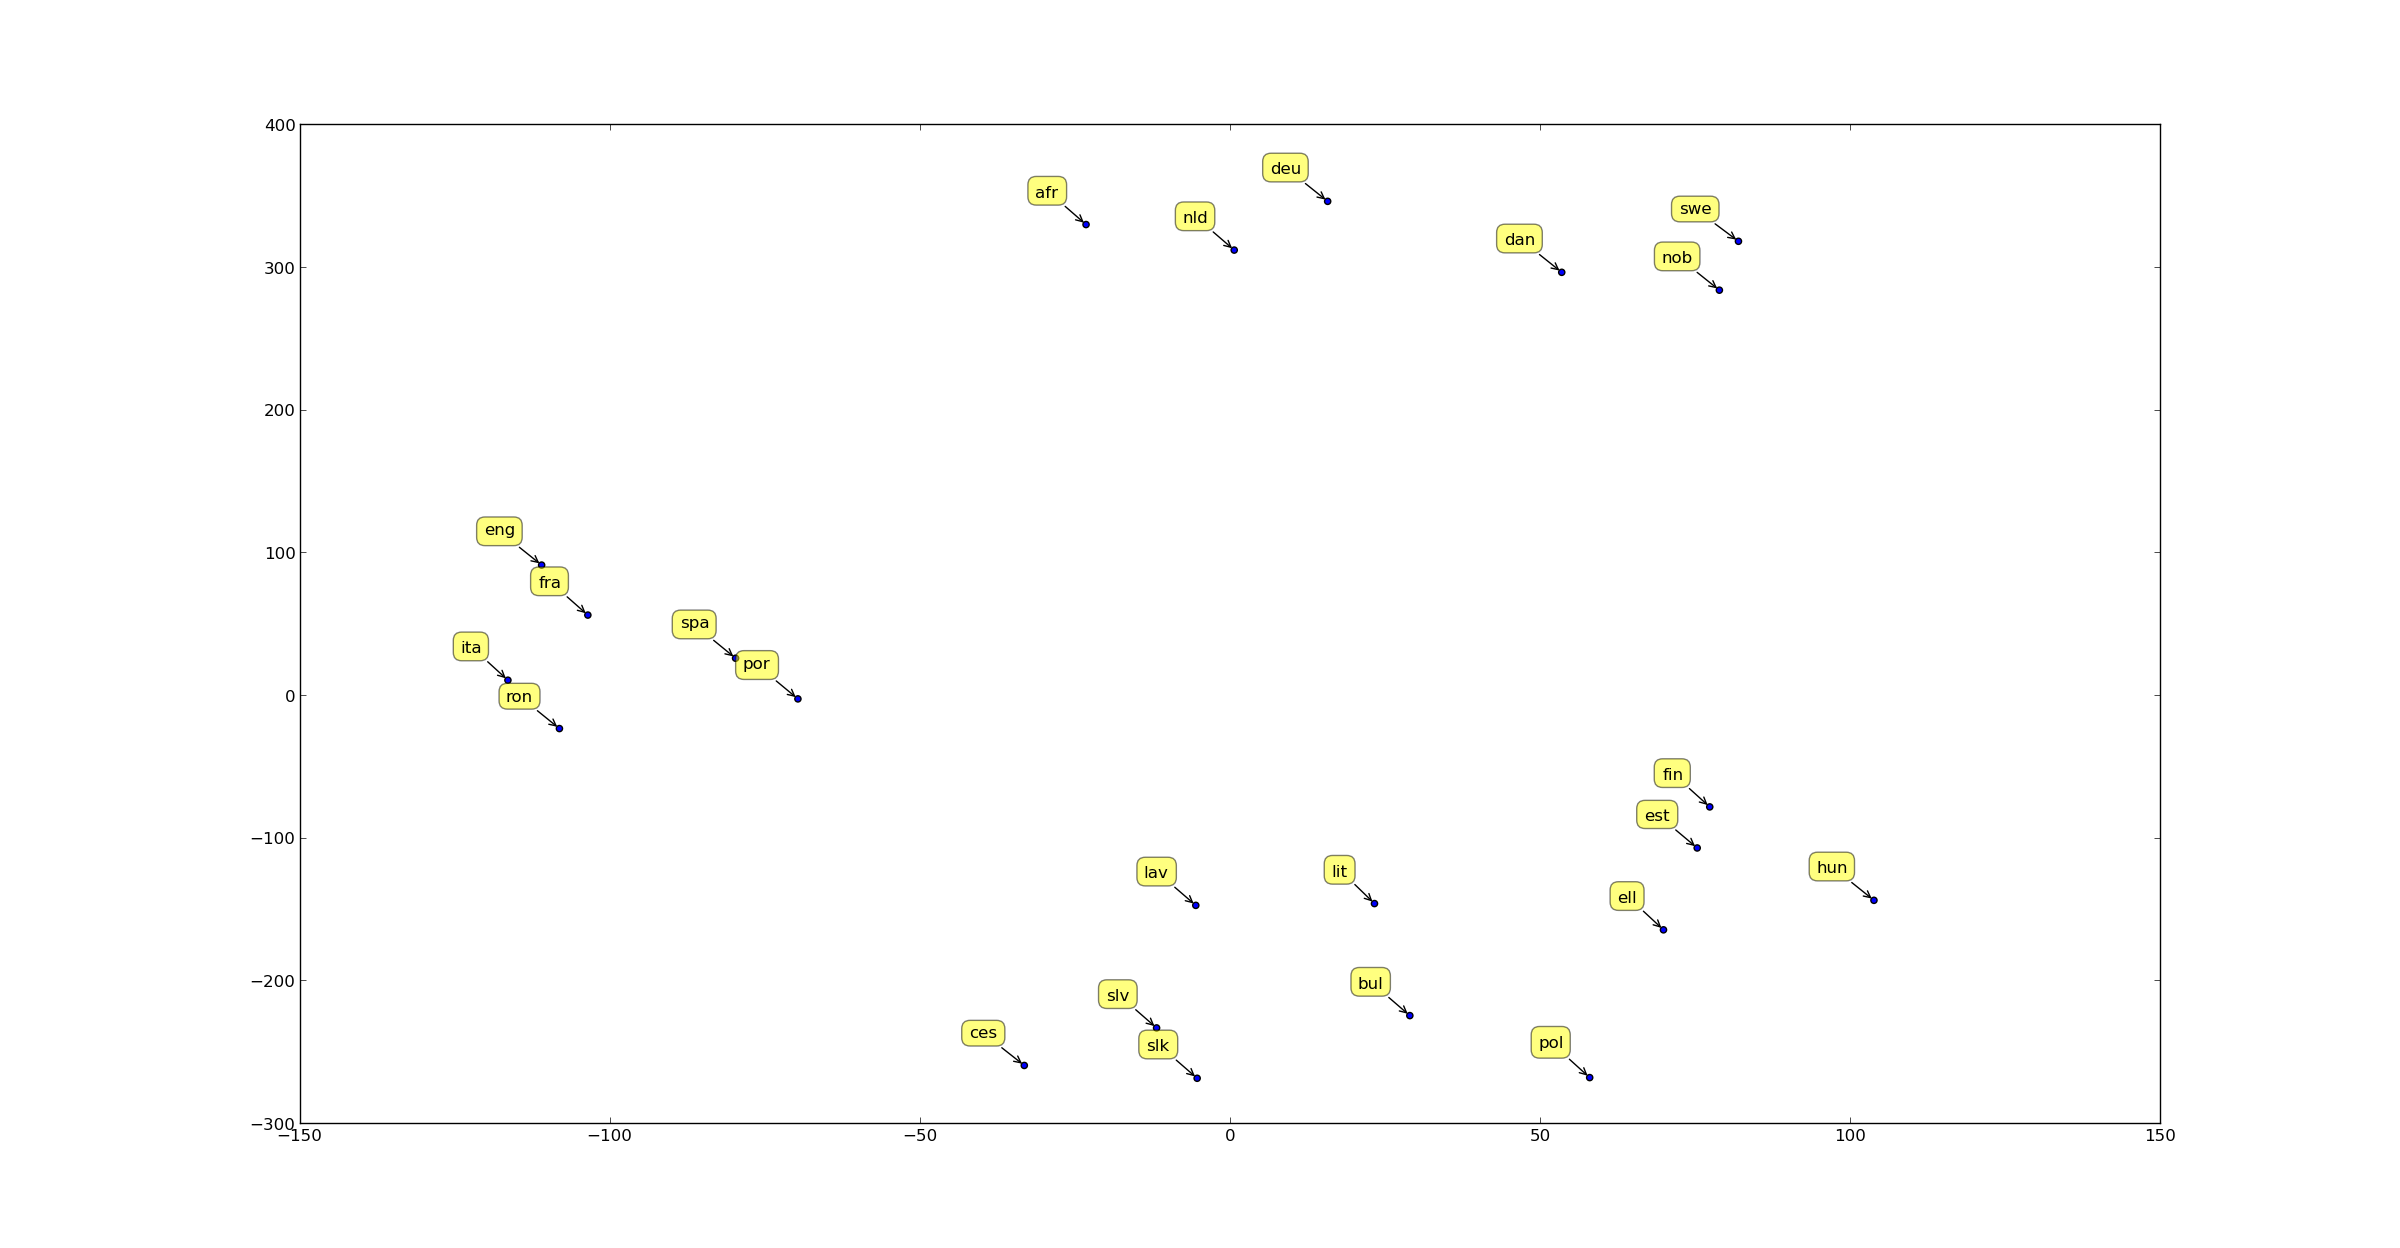 400
deu
afr
swe
nld
dan
nob
300
200
100
eng
fra
spa
ita
por
0
ron
fin
est
−100
hun
lav
lit
ell
−200
bul
slv
ces
slk
pol
−300
−150 −100 −50 0 50 100 150